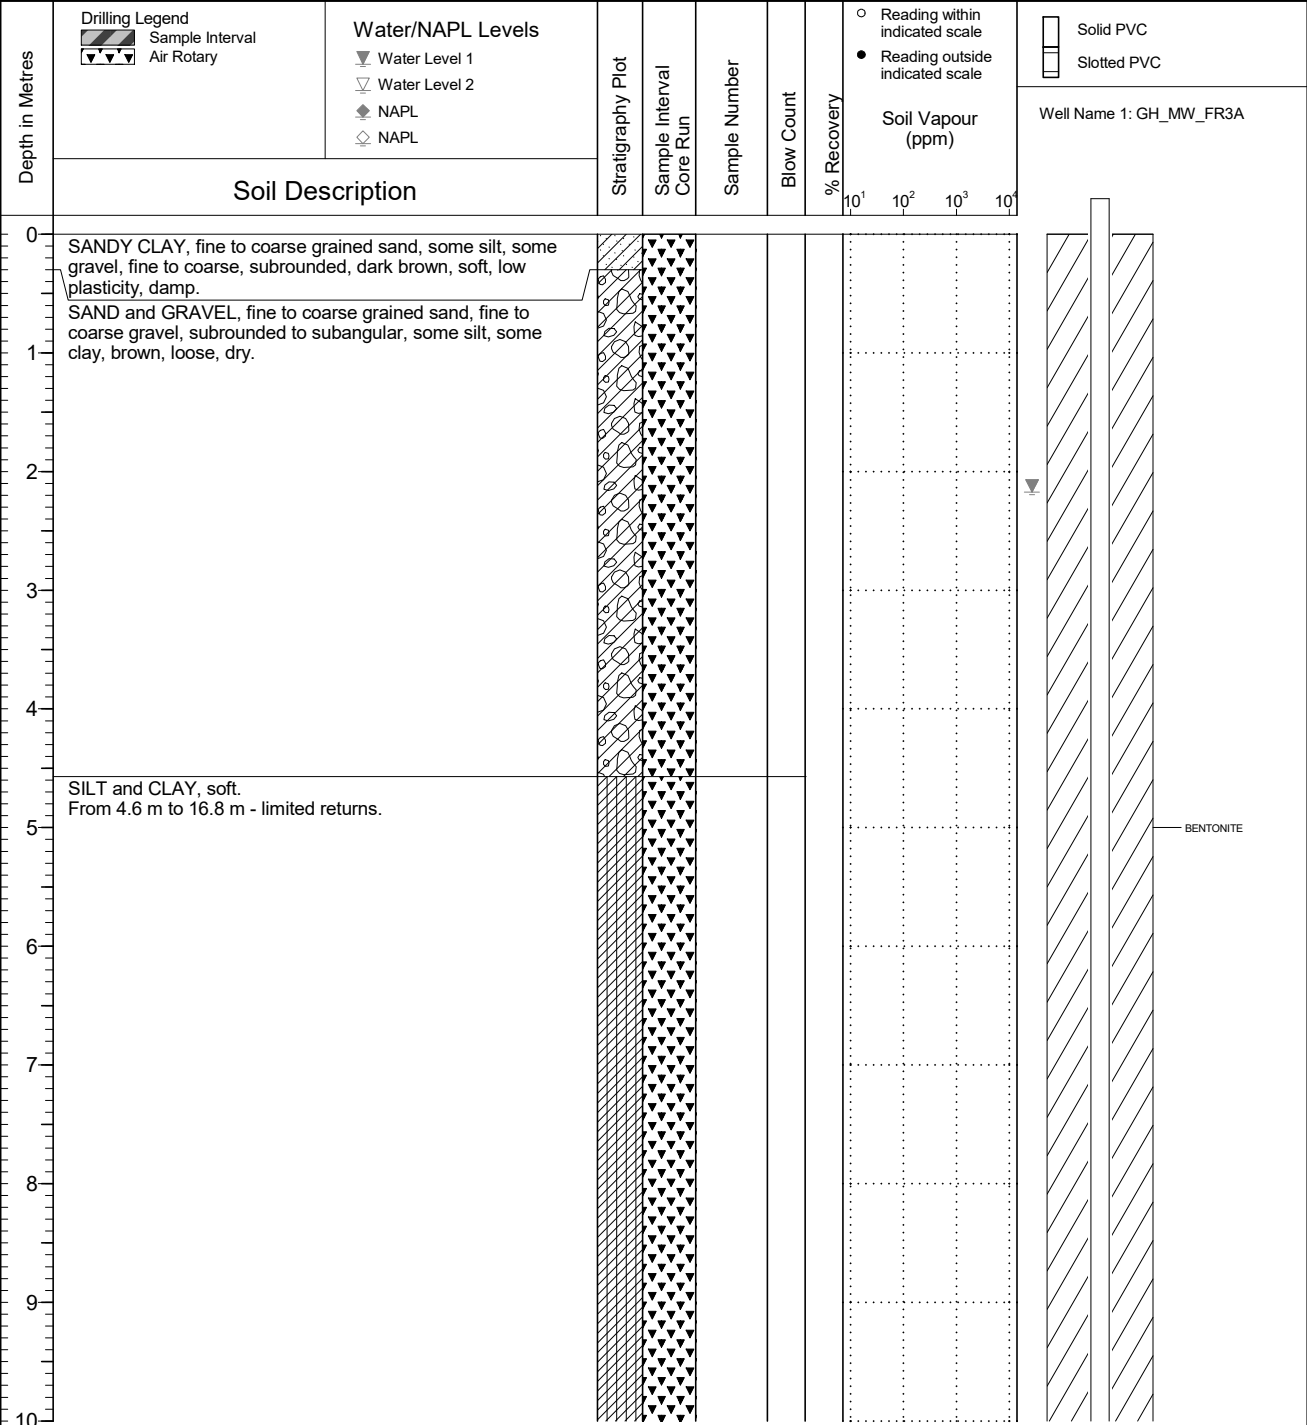 Depth in Metres
Drilling Legend
Sample Interval
Air Rotary
Water/NAPL Levels
Water Level 1
Water Level 2
NAPL
NAPL
Soil Description
Stratigraphy Plot
Sample Interval
Core Run
Sample Number
Blow Count
% Recovery
Reading within
indicated scale
Reading outside
indicated scale
Soil Vapour
(ppm)
10¹ 10² 10³ 10⁴
Solid PVC
Slotted PVC
Well Name 1: GH_MW_FR3A
0
SANDY CLAY, fine to coarse grained sand, some silt, some
gravel, fine to coarse, subrounded, dark brown, soft, low
plasticity, damp.
SAND and GRAVEL, fine to coarse grained sand, fine to
coarse gravel, subrounded to subangular, some silt, some
clay, brown, loose, dry.
1
2
3
4
SILT and CLAY, soft.
From 4.6 m to 16.8 m - limited returns.
5
BENTONITE
6
7
8
9
10